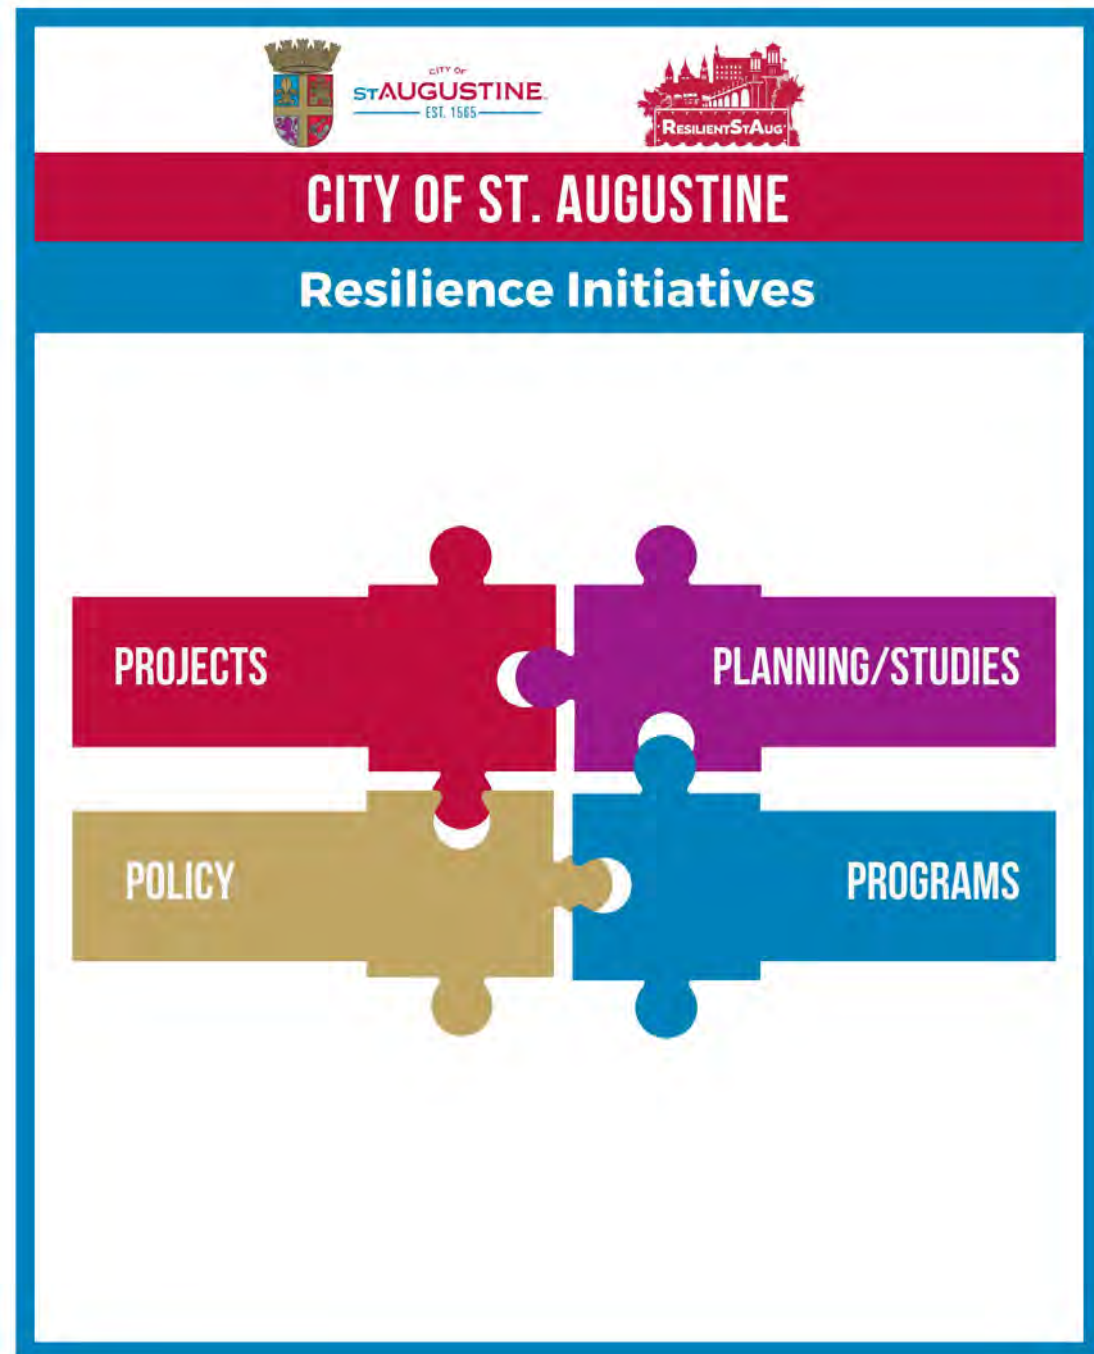 CITY OF
STAUGUSTINE
EST. 1565
RESILIENTSTAUG
CITY OF ST. AUGUSTINE
Resilience Initiatives
PROJECTS
PLANNING/STUDIES
POLICY
PROGRAMS